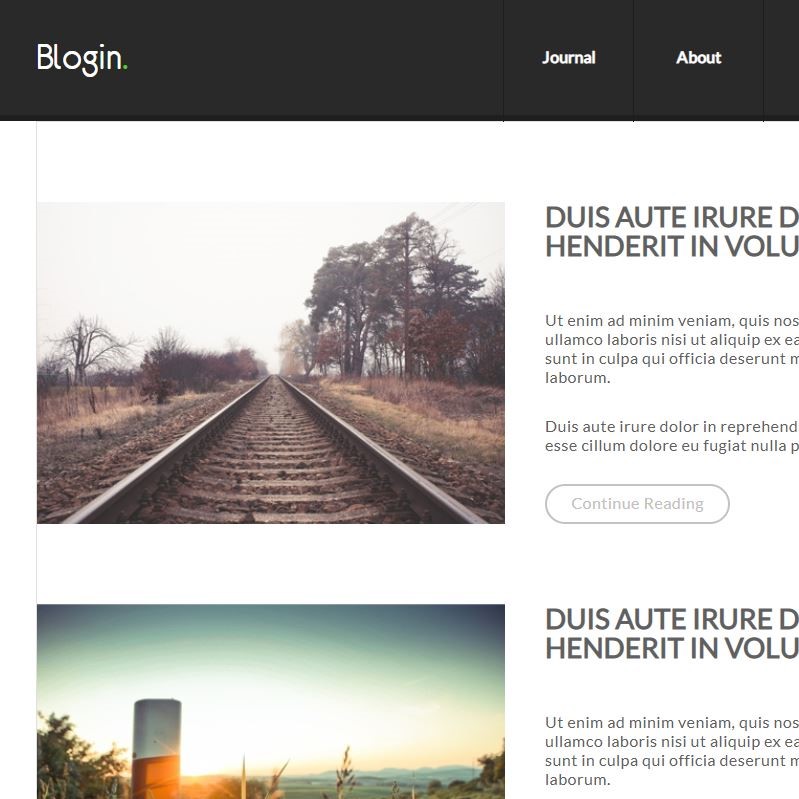 Blogin.
Journal
About
DUIS AUTE IRURE D
HENDERIT IN VOLU
Ut enim ad minim veniam, quis nos
ullamco laboris nisi ut aliquip ex ea
sunt in culpa qui officia deserunt m
laborum.
Duis aute irure dolor in reprehend
esse cillum dolore eu fugiat nulla p
Continue Reading
DUIS AUTE IRURE D
HENDERIT IN VOLU
Ut enim ad minim veniam, quis nos
ullamco laboris nisi ut aliquip ex ea
sunt in culpa qui officia deserunt m
laborum.